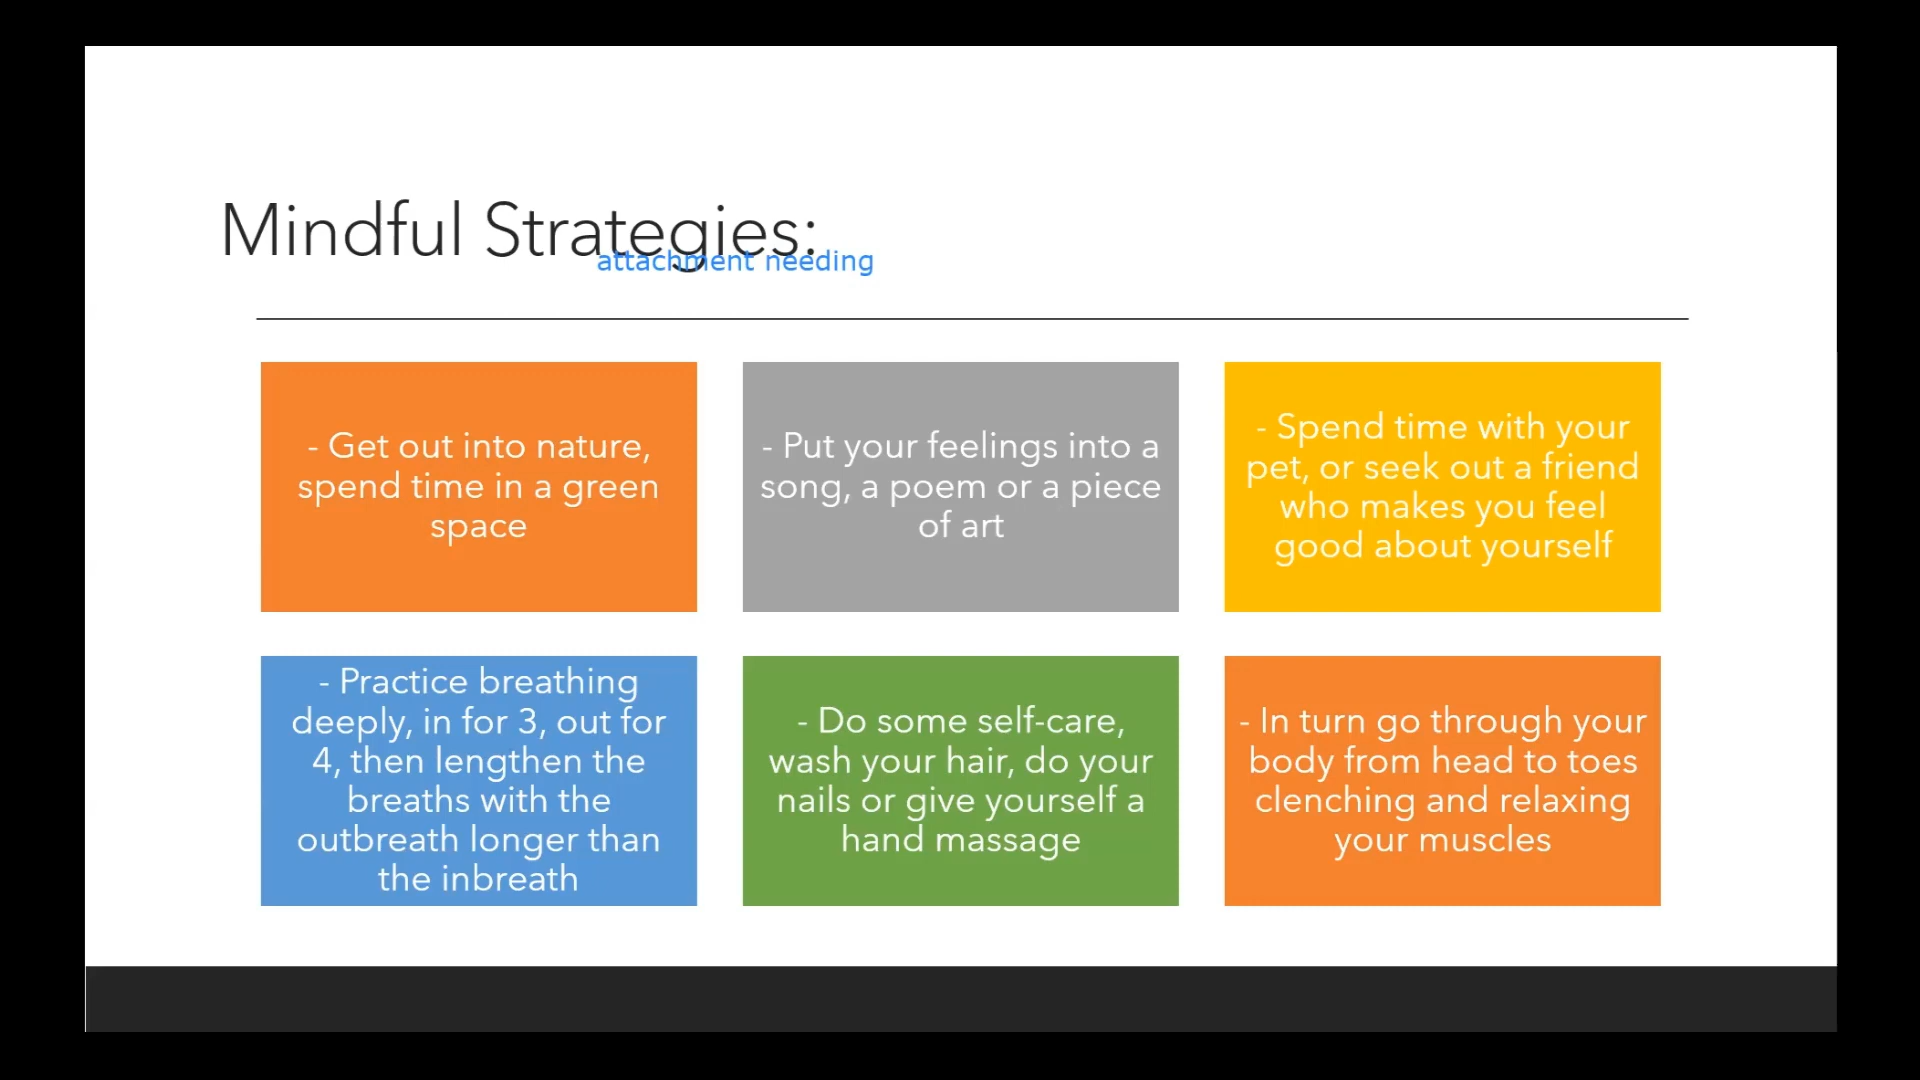 Mindful Strategies:
attachment needing
- Get out into nature,
spend time in a green
space
- Put your feelings into a
song, a poem or a piece
of art
- Spend time with your
pet, or seek out a friend
who makes you feel
good about yourself
- Practice breathing
deeply, in for 3, out for
4, then lengthen the
breaths with the
outbreath longer than
the inbreath
- Do some self-care,
wash your hair, do your
nails or give yourself a
hand massage
- In turn go through your
body from head to toes
clenching and relaxing
your muscles